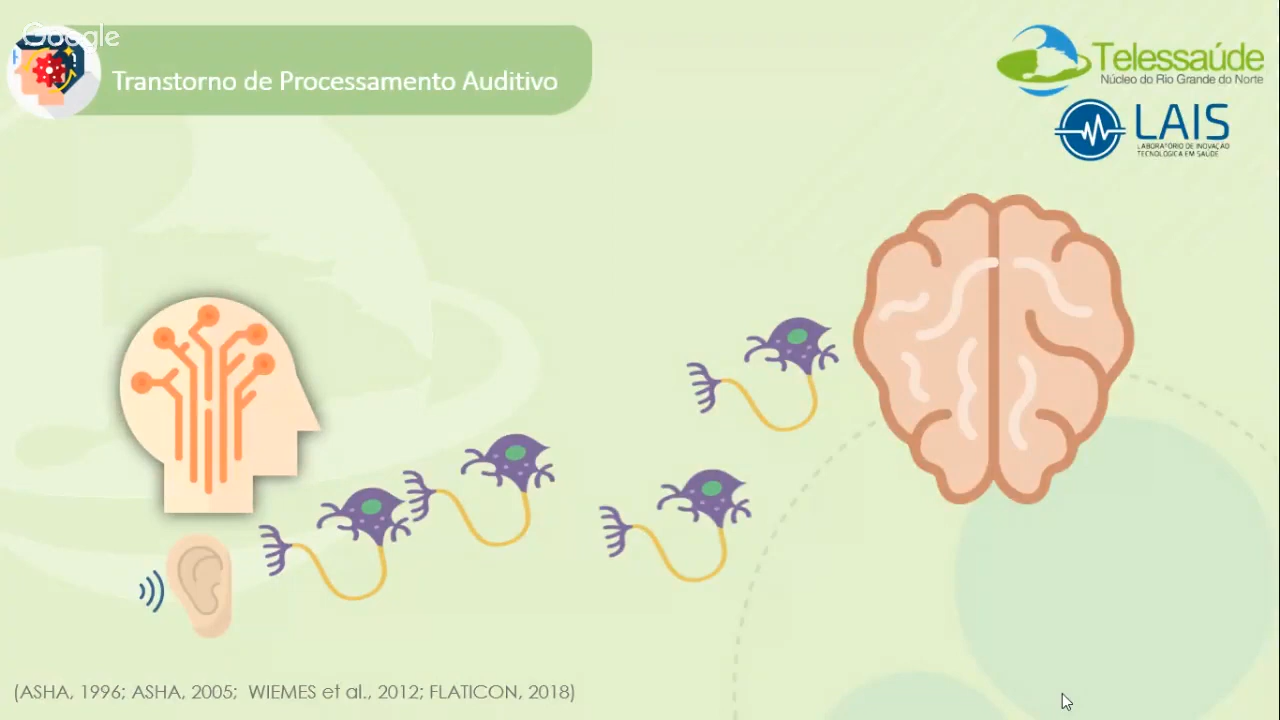 Google
Transtorno de Processamento Auditivo
Telessaúde
Núcleo do Rio Grande do Norte
LAIS
LABORATÓRIO DE INOVAÇÃO
TECNOLÓGICA EM SAÚDE
(ASHA, 1996; ASHA, 2005; WIEMES et al., 2012; FLATICON, 2018)